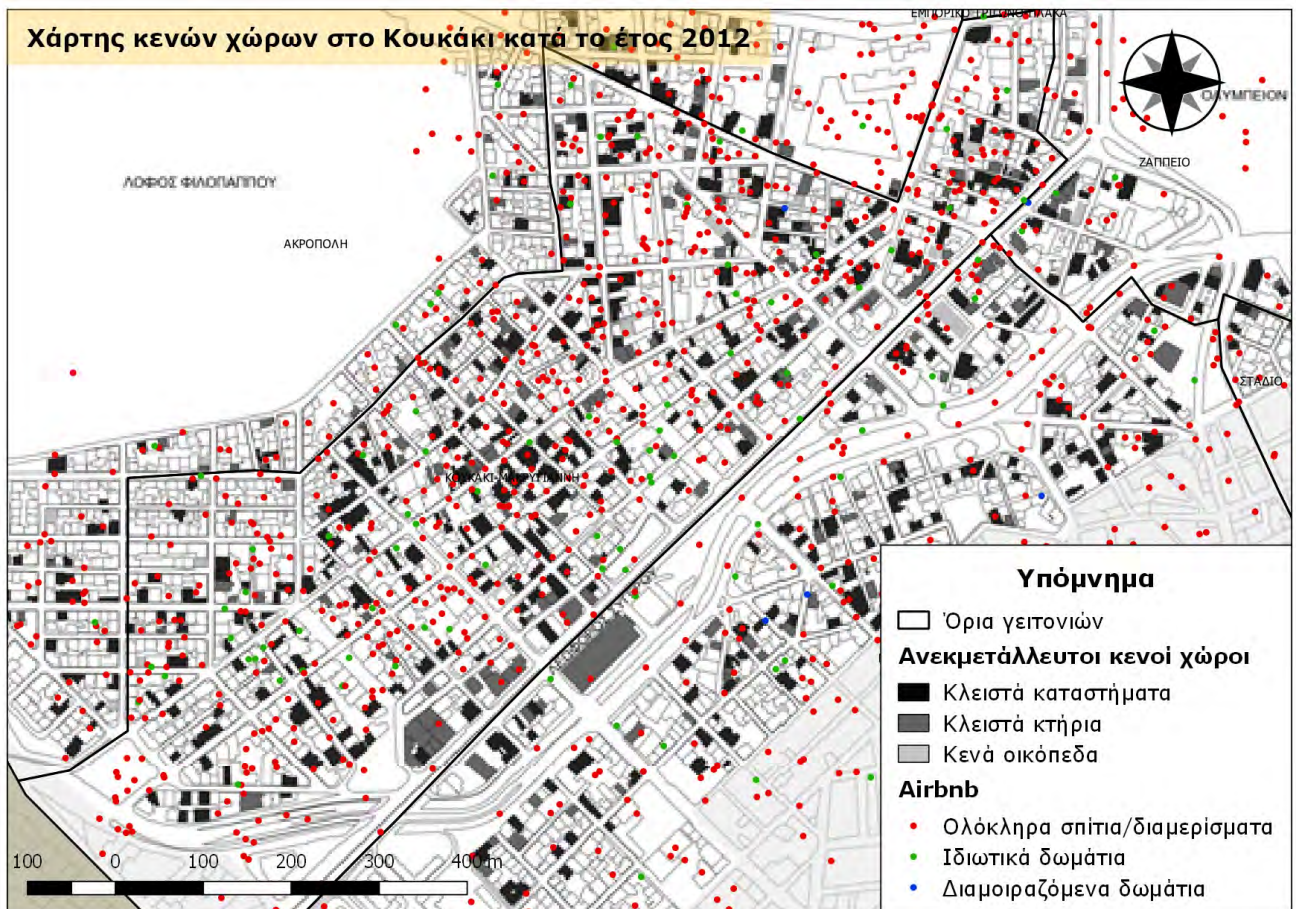 Χάρτης κενών χώρων στο Κουκάκι κατά το έτος 2012
ΕΜΠΟΡΙΚΟ ΤΡΙΓΩΝΟ-ΠΛΑΚΑ
ΟΛΥΜΠΕΙΟΝ
ΖΑΠΠΕΙΟ
ΛΟΦΟΣ ΦΙΛΟΠΑΠΠΟΥ
ΑΚΡΟΠΟΛΗ
ΣΤΑΔΙΟ
ΚΟΥΚΑΚΙ-ΜΑΚΡΥΓΙΑΝΝΗ
Υπόμνημα
Όρια γειτονιών
Ανεκμετάλλευτοι κενοί χώροι
Κλειστά καταστήματα
Κλειστά κτήρια
Κενά οικόπεδα
Airbnb
Ολόκληρα σπίτια/διαμερίσματα
Ιδιωτικά δωμάτια
Διαμοιραζόμενα δωμάτια
100 0 100 200 300 400 m